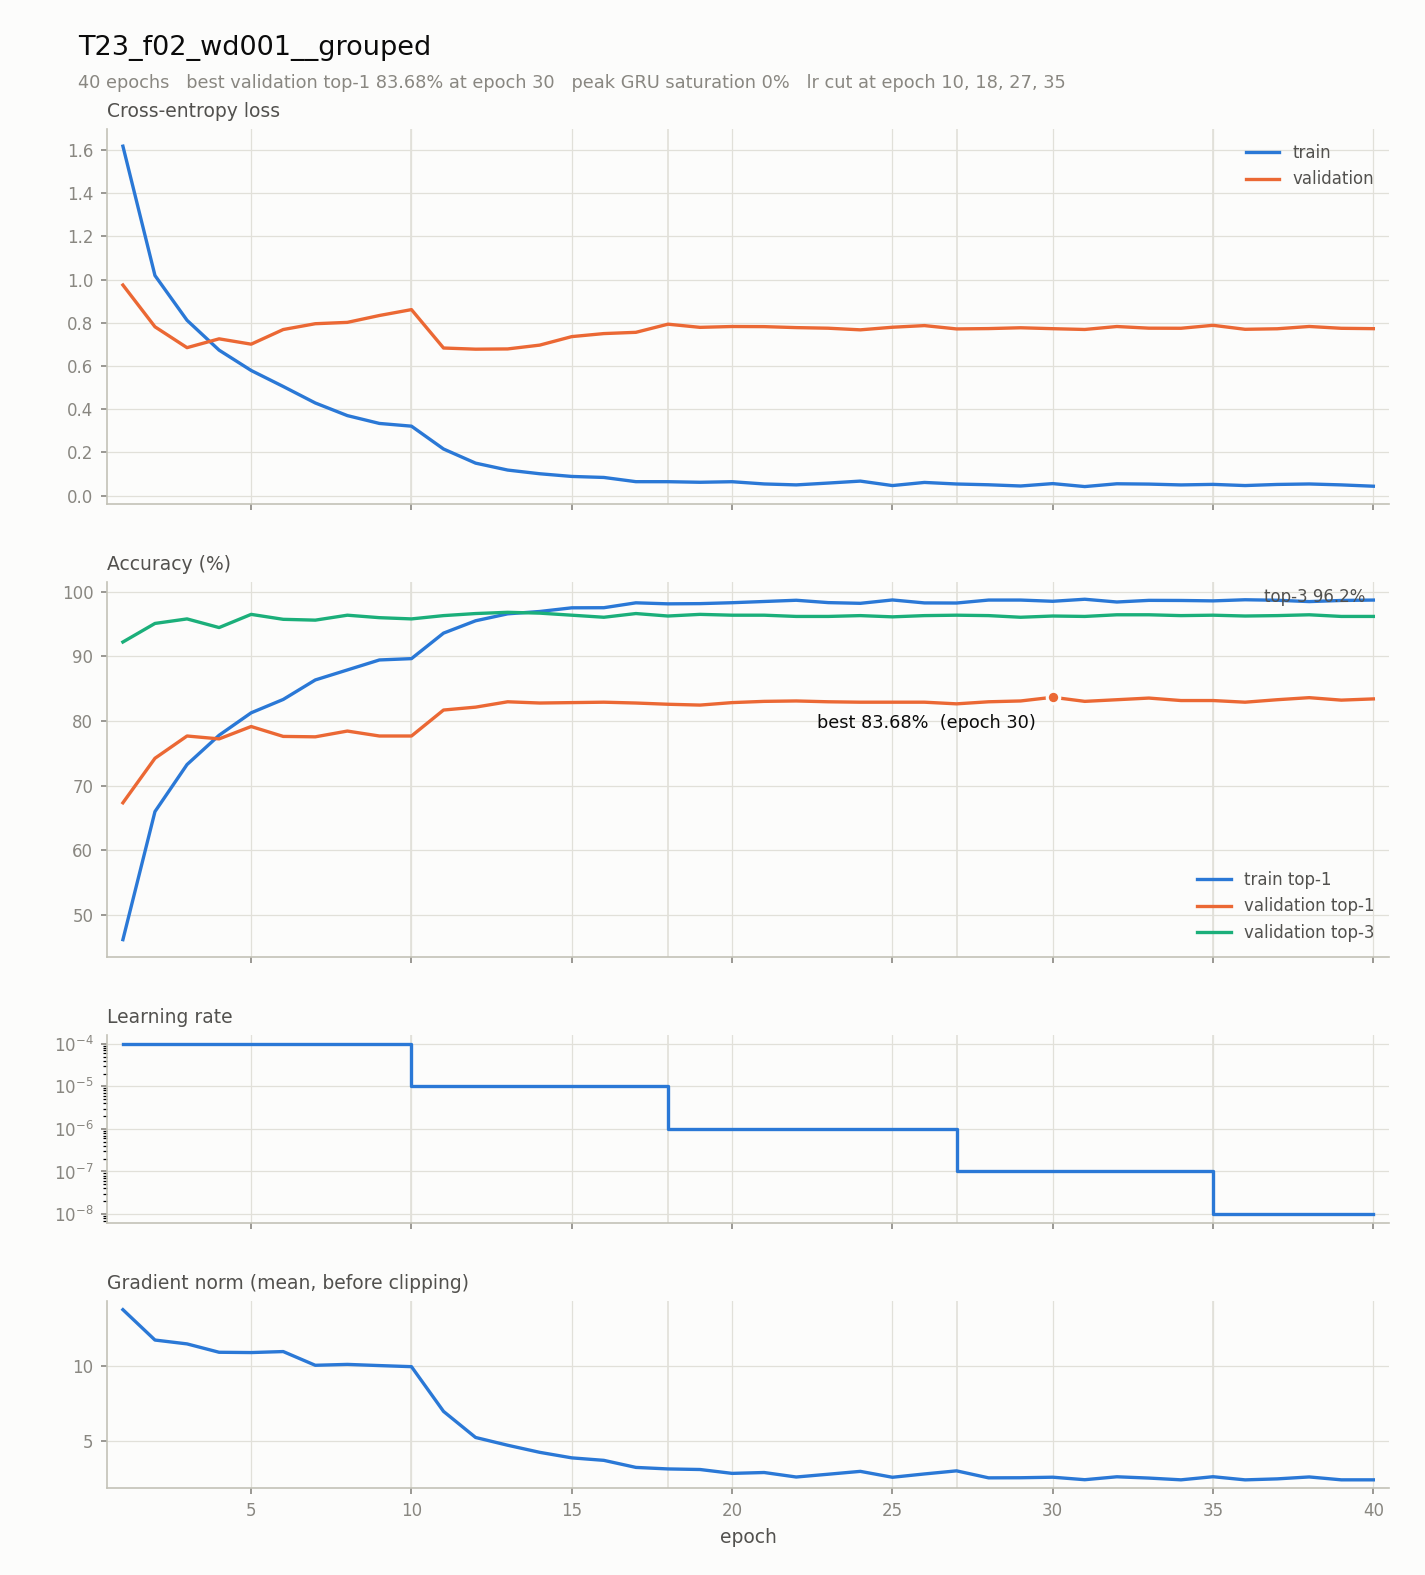 T23_f02_wd001__grouped
40 epochs   best validation top-1 83.68% at epoch 30   peak GRU saturation 0%   lr cut at epoch 10, 18, 27, 35
Cross-entropy loss
1.6
1.4
1.2
1.0
0.8
0.6
0.4
0.2
0.0
train
validation
Accuracy (%)
100
90
80
70
60
50
top-3 96.2%
best 83.68%  (epoch 30)
train top-1
validation top-1
validation top-3
Learning rate
10⁻⁴
10⁻⁵
10⁻⁶
10⁻⁷
10⁻⁸
Gradient norm (mean, before clipping)
10
5
5 10 15 20 25 30 35 40
epoch